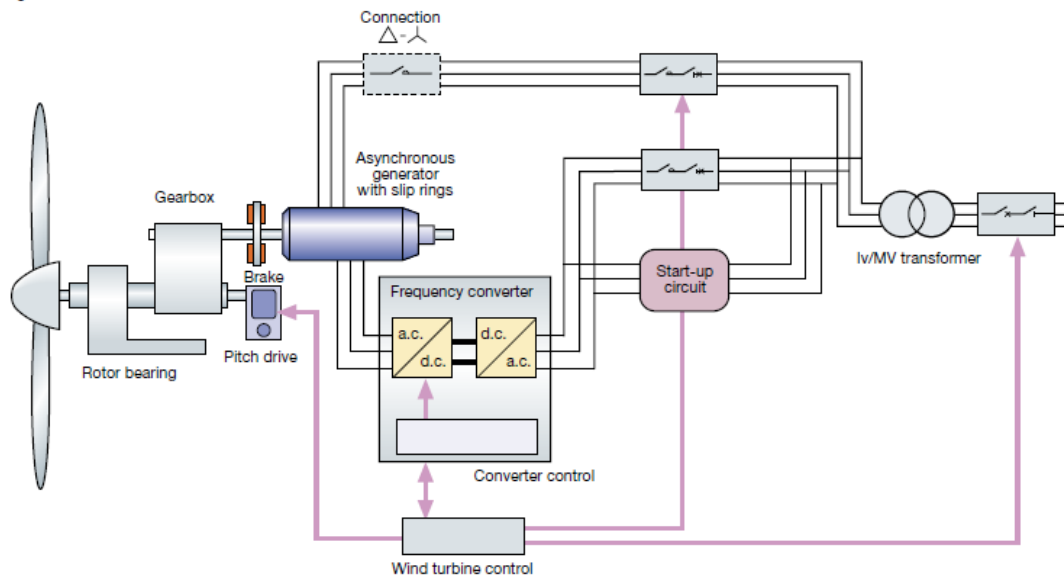 Connection
△-⅄
Asynchronous
generator
with slip rings
Gearbox
Brake
Pitch drive
Rotor bearing
Frequency converter
a.c.
d.c.
d.c.
a.c.
Converter control
Start-up
circuit
lv/MV transformer
Wind turbine control